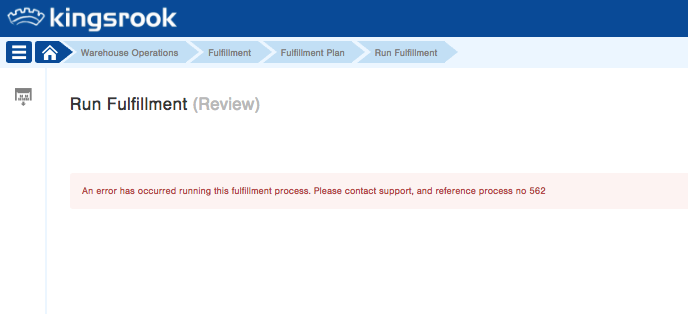 kingsrook
Warehouse Operations
Fulfillment
Fulfillment Plan
Run Fulfillment
Run Fulfillment (Review)
An error has occurred running this fulfillment process. Please contact support, and reference process no 562